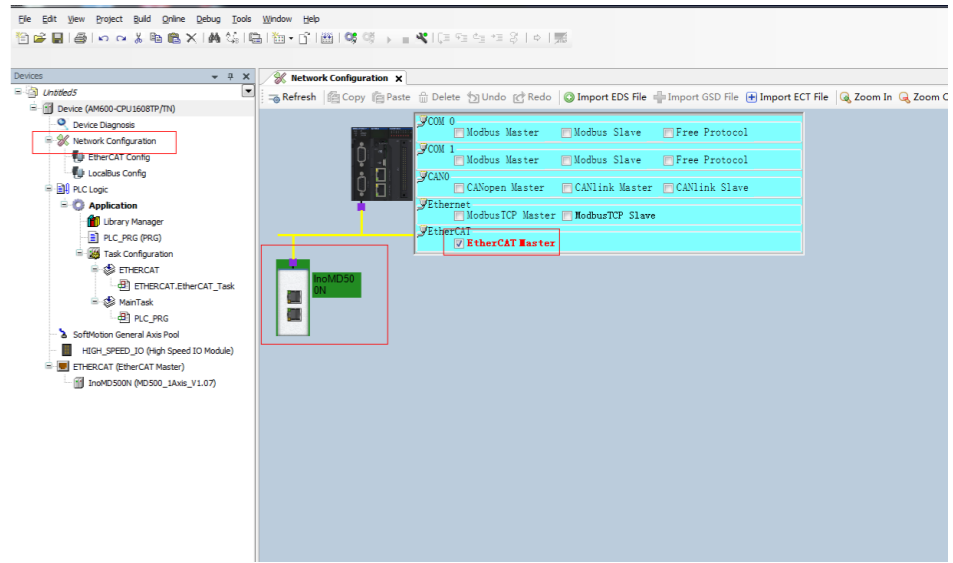 File Edit View Project Build Online Debug Tools Window Help
Devices
Network Configuration
Untitled5
Refresh Copy Paste Delete Undo Redo Import EDS File Import GSD File Import ECT File Zoom In Zoom O
Device (AM600-CPU1608TP/TN)
Device Diagnosis
Network Configuration
EtherCAT Config
LocalBus Config
PLC Logic
Application
Library Manager
PLC_PRG (PRG)
Task Configuration
ETHERCAT
ETHERCAT.EtherCAT_Task
MainTask
PLC_PRG
SoftMotion General Axis Pool
HIGH_SPEED_IO (High Speed IO Module)
ETHERCAT (EtherCAT Master)
InoMD500N (MD500_1Axis_V1.07)
COM 0
Modbus Master Modbus Slave Free Protocol
COM 1
Modbus Master Modbus Slave Free Protocol
CAN0
CANopen Master CANlink Master CANlink Slave
Ethernet
ModbusTCP Master ModbusTCP Slave
EtherCAT
EtherCAT Master
InoMD50
0N